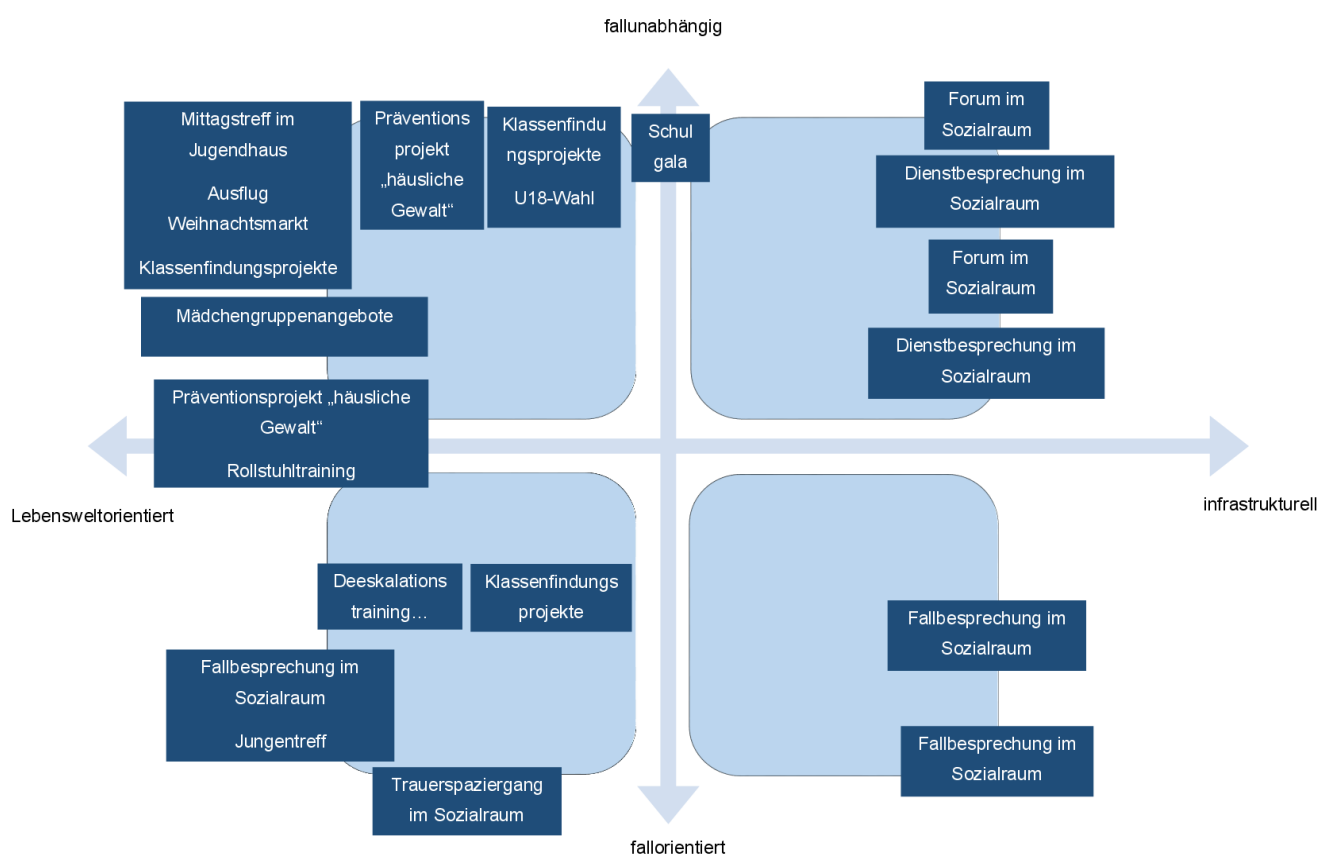 fallunabhängig
Mittagstreff im
Jugendhaus
Ausflug
Weihnachtsmarkt
Klassenfindungsprojekte
Präventions
projekt
„häusliche
Gewalt“
Klassenfindu
ngsprojekte
U18-Wahl
Schul
gala
Forum im
Sozialraum
Dienstbesprechung im
Sozialraum
Forum im
Sozialraum
Dienstbesprechung im
Sozialraum
Mädchengruppenangebote
Präventionsprojekt „häusliche
Gewalt“
Rollstuhltraining
Lebensweltorientiert
infrastrukturell
Deeskalations
training…
Klassenfindungs
projekte
Fallbesprechung im
Sozialraum
Jungentreff
Trauerspaziergang
im Sozialraum
Fallbesprechung im
Sozialraum
Fallbesprechung im
Sozialraum
fallorientiert